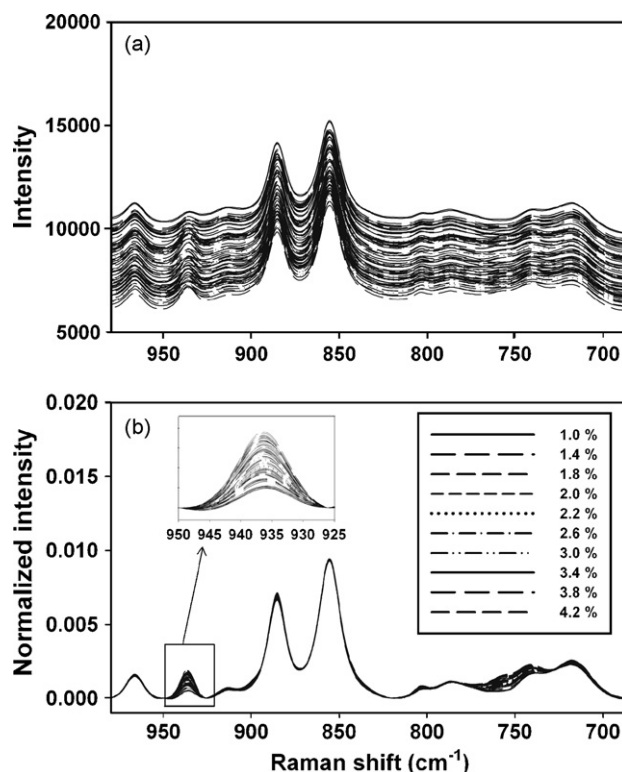 20000
(a)
15000
Intensity
10000
5000
950 900 850 800 750 700
0.020
(b)
0.015
950 945 940 935 930 925
1.0 %
1.4 %
1.8 %
2.0 %
2.2 %
2.6 %
3.0 %
3.4 %
3.8 %
4.2 %
Normalized intensity
0.010
0.005
0.000
950 900 850 800 750 700
Raman shift (cm⁻¹)